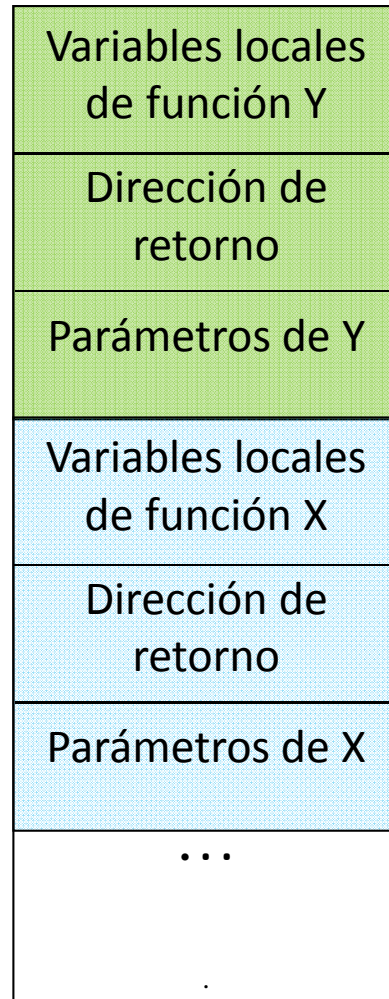 Variables locales
de función Y
Dirección de
retorno
Parámetros de Y
Variables locales
de función X
Dirección de
retorno
Parámetros de X
...
.